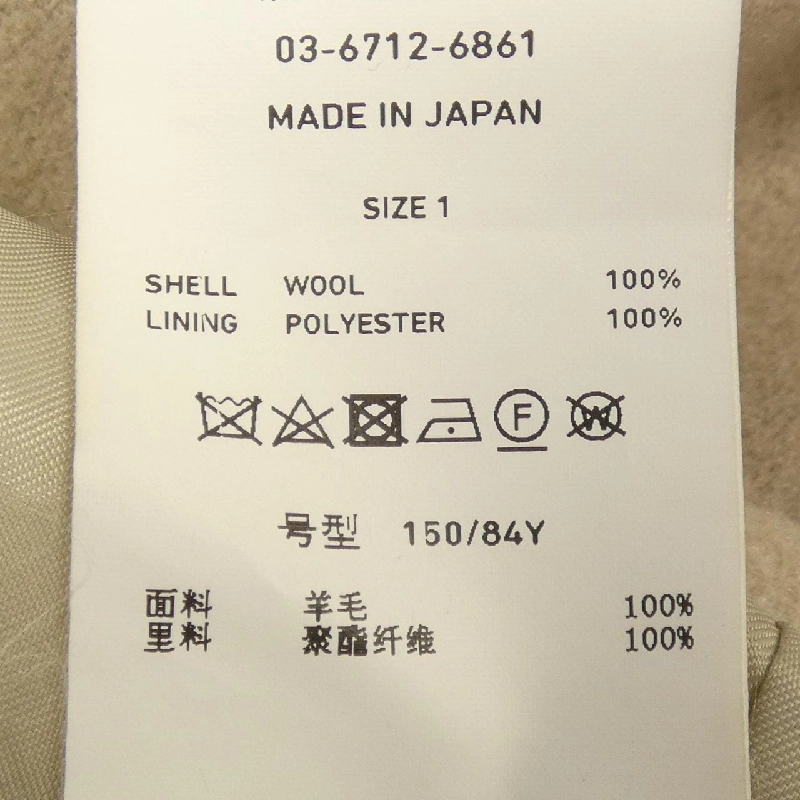 03-6712-6861
MADE IN JAPAN
SIZE 1
SHELL WOOL 100%
LINING POLYESTER 100%
F W
号型 150/84Y
面料 羊毛 100%
里料 聚酯纤维 100%